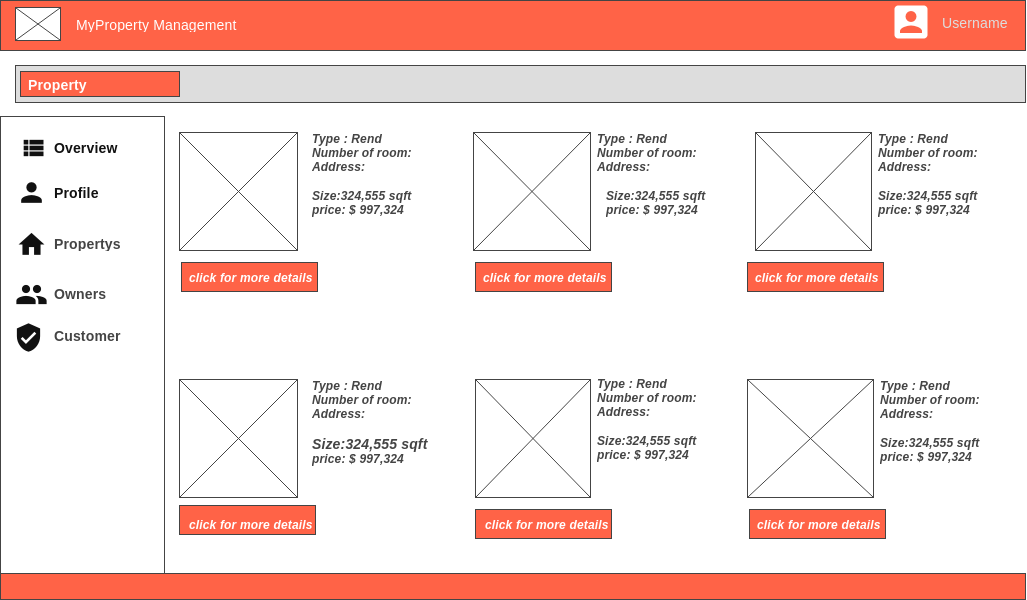 MyProperty Management
Username
Property
Overview
Profile
Propertys
Owners
Customer
Type : Rend
Number of room:
Address:
Size:324,555 sqft
price: $ 997,324
click for more details
Type : Rend
Number of room:
Address:
Size:324,555 sqft
price: $ 997,324
click for more details
Type : Rend
Number of room:
Address:
Size:324,555 sqft
price: $ 997,324
click for more details
Type : Rend
Number of room:
Address:
Size:324,555 sqft
price: $ 997,324
click for more details
Type : Rend
Number of room:
Address:
Size:324,555 sqft
price: $ 997,324
click for more details
Type : Rend
Number of room:
Address:
Size:324,555 sqft
price: $ 997,324
click for more details